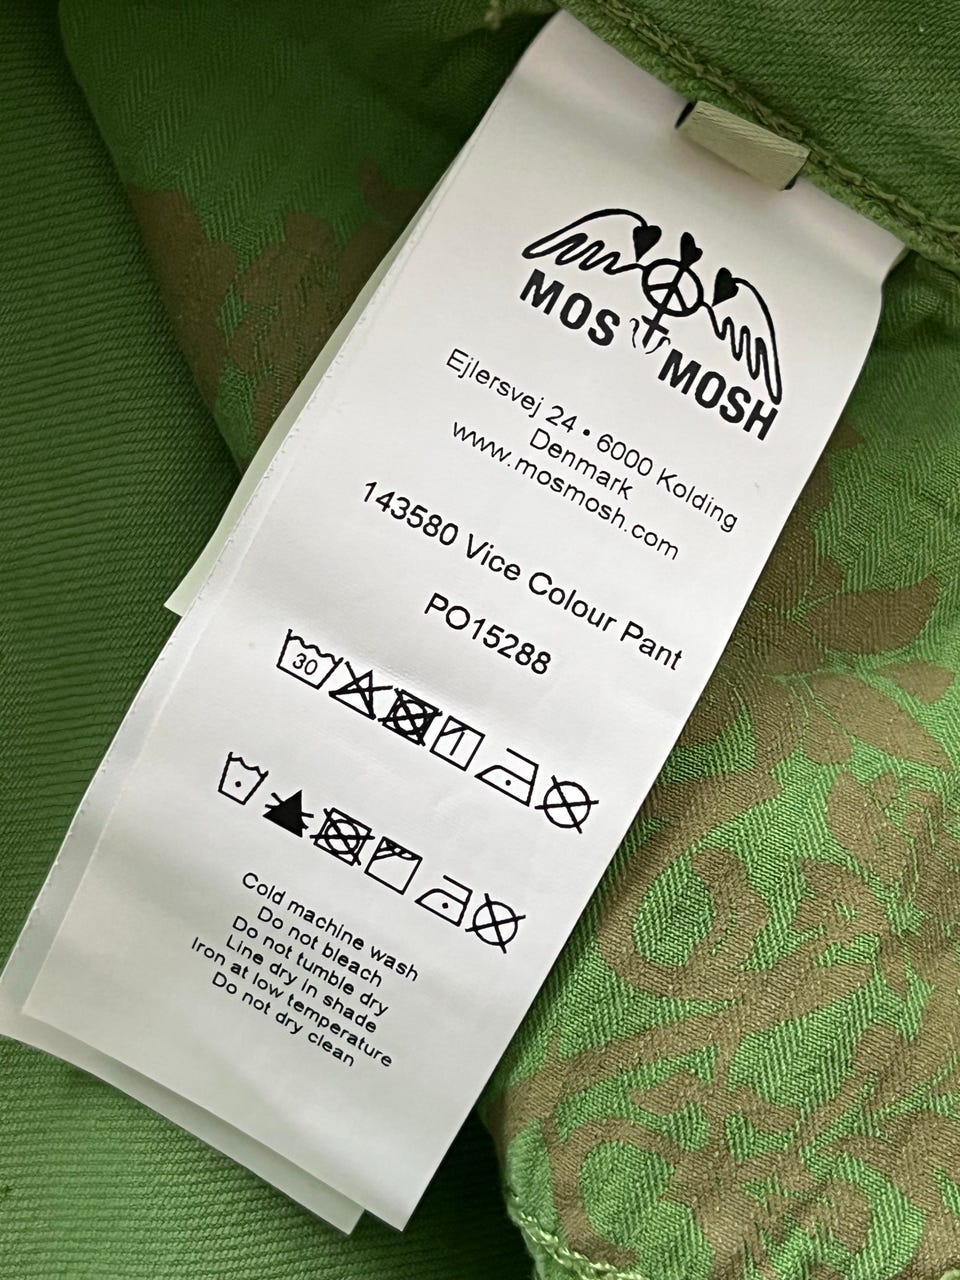 MOS MOSH
Ejlersvej 24 • 6000 Kolding
Denmark
www.mosmosh.com
143580 Vice Colour Pant
PO15288
30
Cold machine wash
Do not bleach
Do not tumble dry
Line dry in shade
Iron at low temperature
Do not dry clean